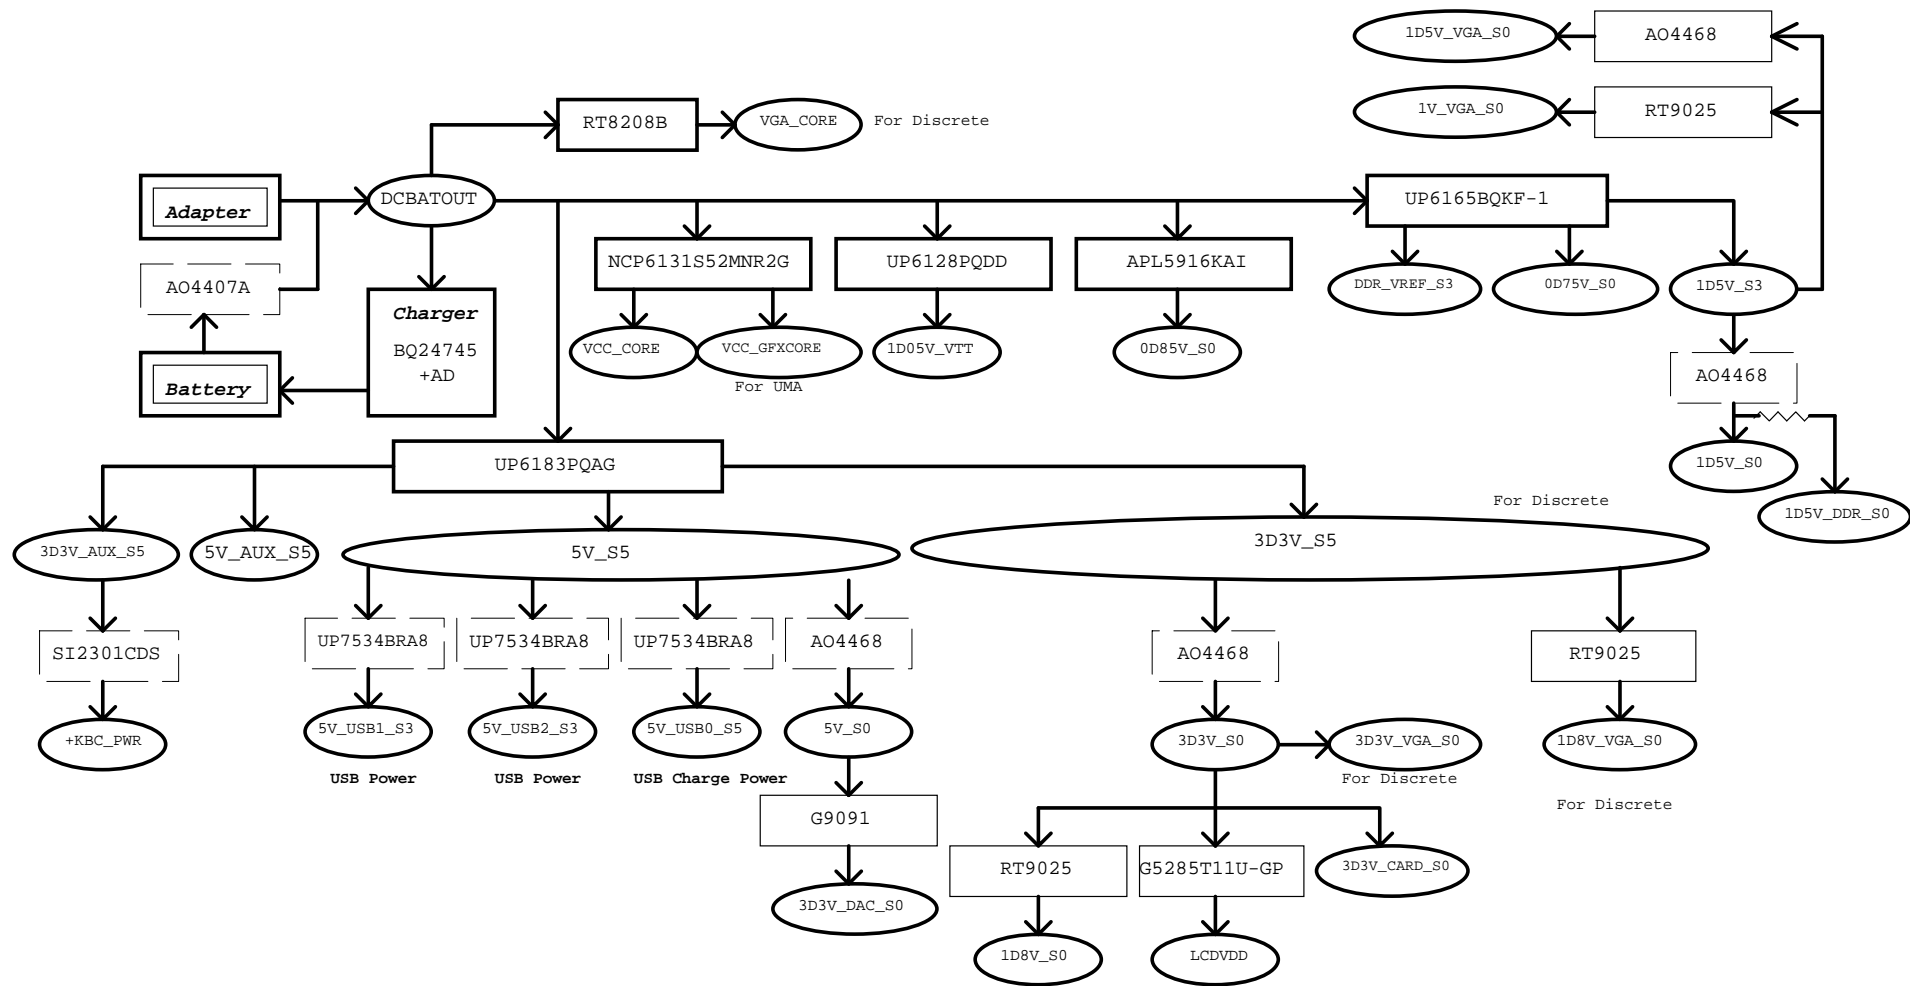 1D5V_VGA_S0
AO4468
1V_VGA_S0
RT9025
RT8208B
VGA_CORE
For Discrete
Adapter
DCBATOUT
UP6165BQKF-1
AO4407A
Charger
BQ24745
+AD
Battery
NCP6131S52MNR2G
UP6128PQDD
APL5916KAI
DDR_VREF_S3
0D75V_S0
1D5V_S3
VCC_CORE
VCC_GFXCORE
For UMA
1D05V_VTT
0D85V_S0
AO4468
1D5V_S0
1D5V_DDR_S0
UP6183PQAG
For Discrete
3D3V_AUX_S5
5V_AUX_S5
5V_S5
3D3V_S5
SI2301CDS
UP7534BRA8
UP7534BRA8
UP7534BRA8
AO4468
AO4468
RT9025
+KBC_PWR
5V_USB1_S3
5V_USB2_S3
5V_USB0_S5
5V_S0
3D3V_S0
3D3V_VGA_S0
1D8V_VGA_S0
USB Power
USB Power
USB Charge Power
For Discrete
For Discrete
G9091
RT9025
G5285T11U-GP
3D3V_CARD_S0
3D3V_DAC_S0
1D8V_S0
LCDVDD